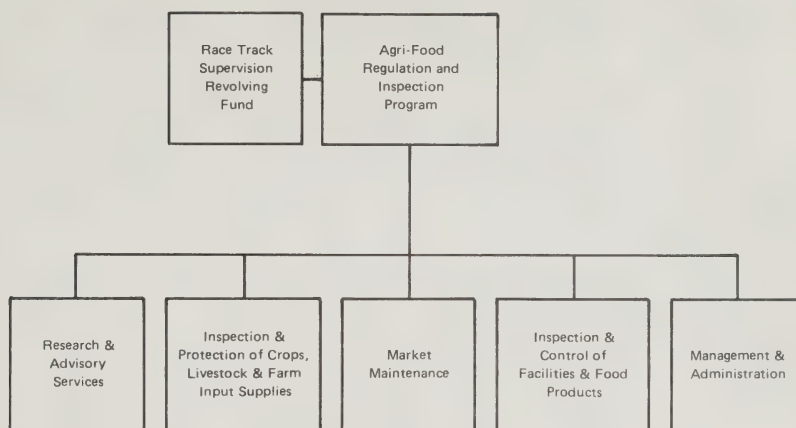 Race Track
Supervision
Revolving
Fund
Agri-Food
Regulation and
Inspection
Program
Research &
Advisory
Services
Inspection &
Protection of Crops,
Livestock & Farm
Input Supplies
Market
Maintenance
Inspection &
Control of
Facilities & Food
Products
Management &
Administration